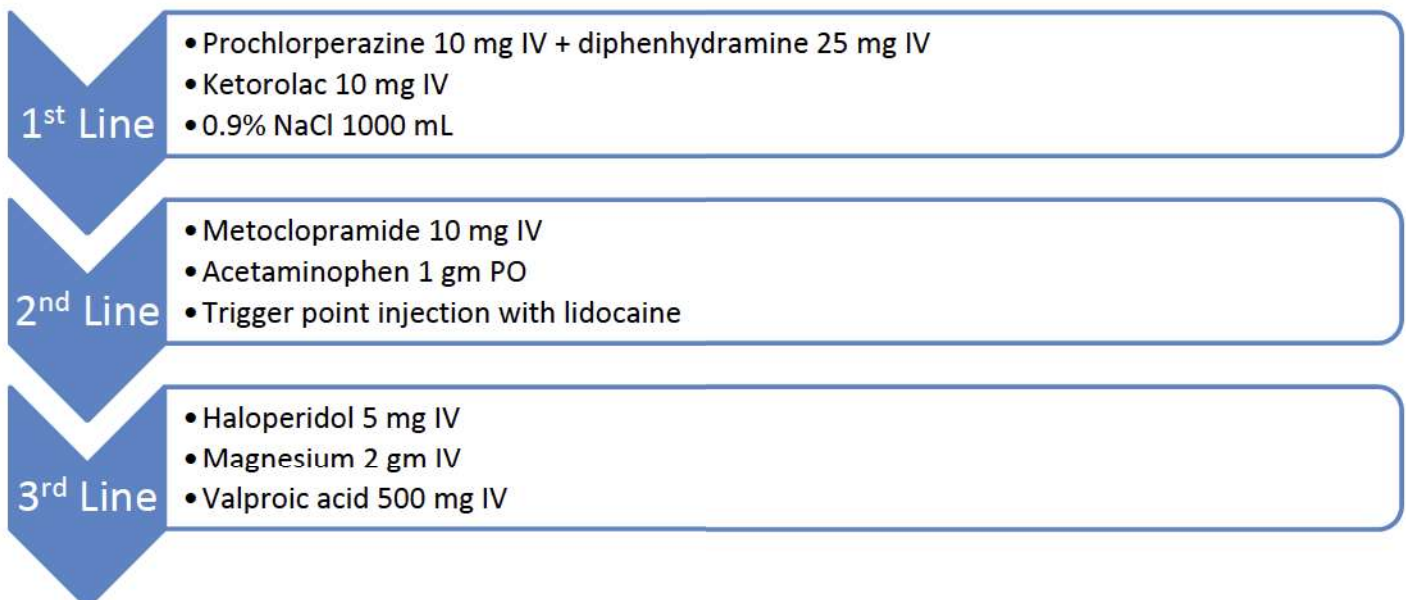 1st Line
• Prochlorperazine 10 mg IV + diphenhydramine 25 mg IV
• Ketorolac 10 mg IV
• 0.9% NaCl 1000 mL
2nd Line
• Metoclopramide 10 mg IV
• Acetaminophen 1 gm PO
• Trigger point injection with lidocaine
3rd Line
• Haloperidol 5 mg IV
• Magnesium 2 gm IV
• Valproic acid 500 mg IV